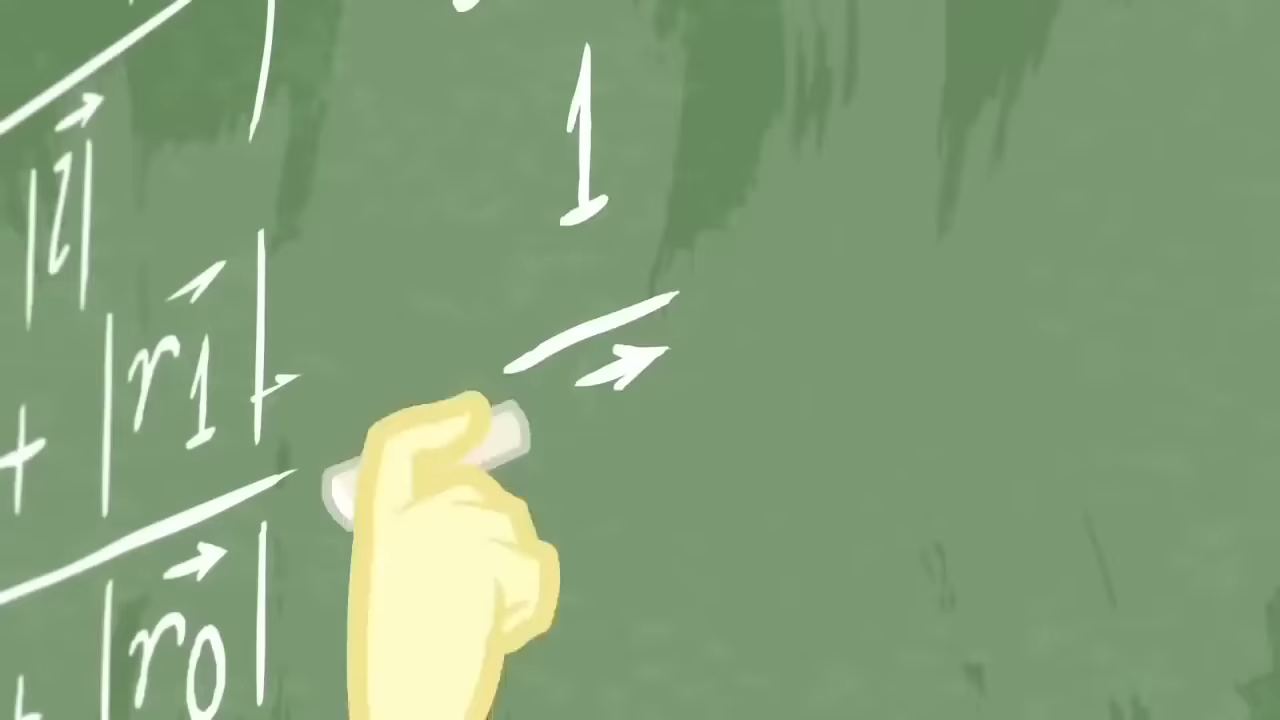 1
|l⃗|
+ |r⃗1|
+ |r⃗0|